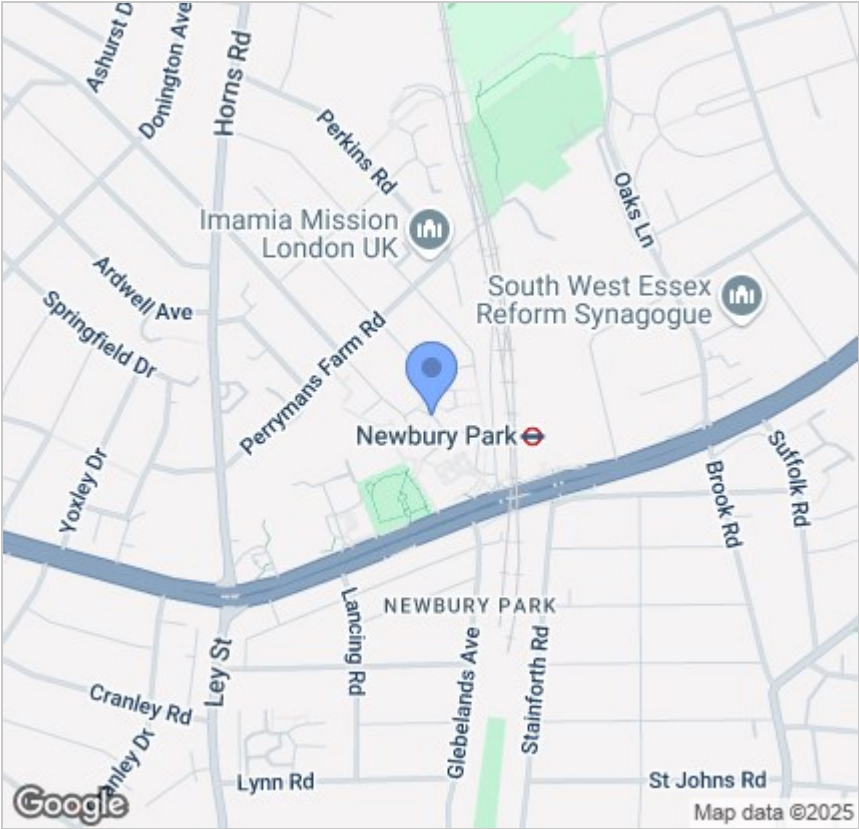 Ashurst D
Donington Ave
Horns Rd
Perkins Rd
Oaks Ln
Imamia Mission
London UK
South West Essex
Reform Synagogue
Ardwell Ave
Springfield Dr
Perrymans Farm Rd
Newbury Park
Yoxley Dr
Suffolk Rd
Brook Rd
NEWBURY PARK
Lancing Rd
Glebelands Ave
Stainforth Rd
Ley St
Cranley Rd
anley Dr
Lynn Rd
St Johns Rd
Google
Map data ©2025